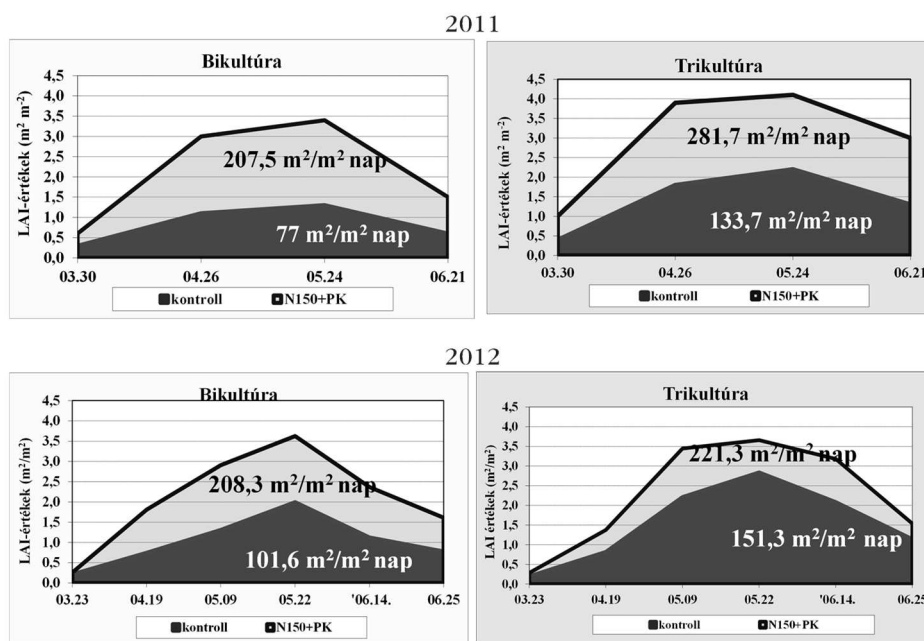 2011
Bikultúra
LAI-értékek (m² m⁻²)
4,5
4,0
3,5
3,0
2,5
2,0
1,5
1,0
0,5
0,0
207,5 m²/m² nap
77 m²/m² nap
03.30 04.26 05.24 06.21
kontroll N150+PK
Trikultúra
LAI-értékek (m² m⁻²)
4,5
4,0
3,5
3,0
2,5
2,0
1,5
1,0
0,5
0,0
281,7 m²/m² nap
133,7 m²/m² nap
03.30 04.26 05.24 06.21
kontroll N150+PK
2012
Bikultúra
LAI-értékek (m²/m²)
4,5
4,0
3,5
3,0
2,5
2,0
1,5
1,0
0,5
0,0
208,3 m²/m² nap
101,6 m²/m² nap
03.23 04.19 05.09 05.22 '06.14. 06.25
kontroll N150+PK
Trikultúra
LAI értékek (m²/m²)
4,5
4,0
3,5
3,0
2,5
2,0
1,5
1,0
0,5
0,0
221,3 m²/m² nap
151,3 m²/m² nap
03.23 04.19 05.09 05.22 '06.14. 06.25
kontroll N150+PK